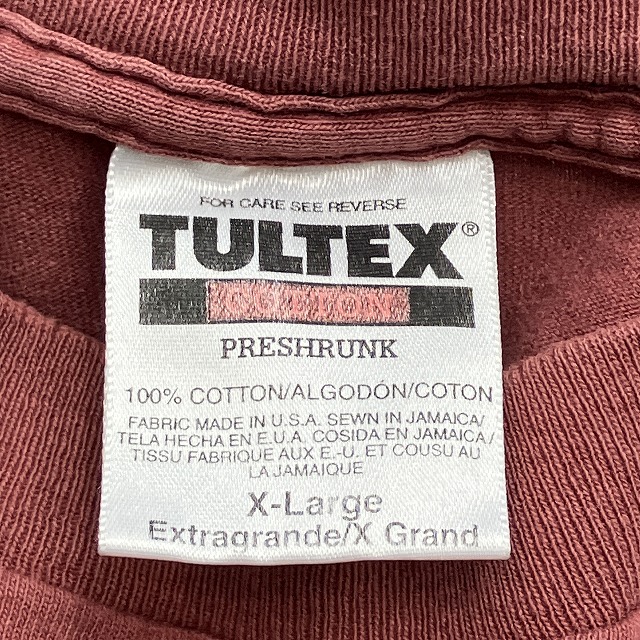 FOR CARE SEE REVERSE
TULTEX®
PRESHRUNK
100% COTTON/ALGODÓN/COTON
FABRIC MADE IN U.S.A. SEWN IN JAMAICA/
TELA HECHA EN E.U.A. COSIDA EN JAMAICA/
TISSU FABRIQUE AUX E.-U. ET COUSU AU
LA JAMAIQUE
X-Large
Extragrande/X Grand